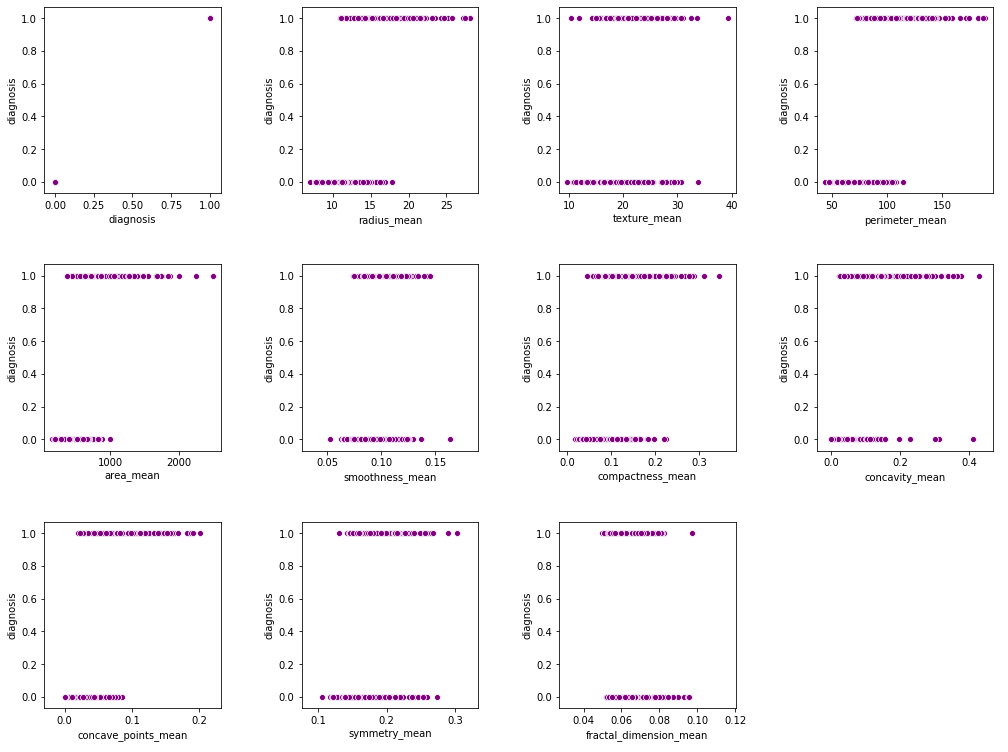 1.0 1.0 1.0 1.0
0.8 0.8 0.8 0.8
0.6 0.6 0.6 0.6
diagnosis diagnosis diagnosis diagnosis
0.4 0.4 0.4 0.4
0.2 0.2 0.2 0.2
0.0 0.0 0.0 0.0
0.00 0.25 0.50 0.75 1.00 10 15 20 25 10 20 30 40 50 100 150
diagnosis radius_mean texture_mean perimeter_mean
1.0 1.0 1.0 1.0
0.8 0.8 0.8 0.8
0.6 0.6 0.6 0.6
diagnosis diagnosis diagnosis diagnosis
0.4 0.4 0.4 0.4
0.2 0.2 0.2 0.2
0.0 0.0 0.0 0.0
1000 2000 0.05 0.10 0.15 0.0 0.1 0.2 0.3 0.0 0.2 0.4
area_mean smoothness_mean compactness_mean concavity_mean
1.0 1.0 1.0
0.8 0.8 0.8
0.6 0.6 0.6
diagnosis diagnosis diagnosis
0.4 0.4 0.4
0.2 0.2 0.2
0.0 0.0 0.0
0.0 0.1 0.2 0.1 0.2 0.3 0.04 0.06 0.08 0.10 0.12
concave_points_mean symmetry_mean fractal_dimension_mean